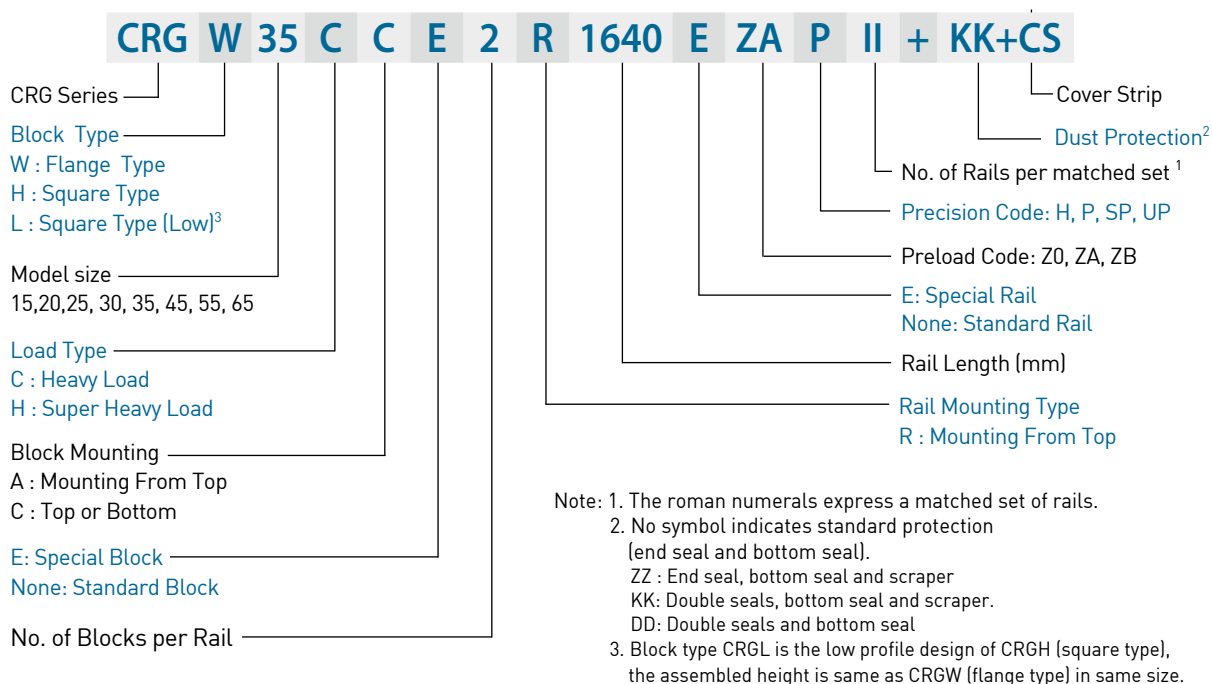 CRG W 35 C C E 2 R 1640 E ZA P II + KK+CS
CRG Series
Block Type
W : Flange Type
H : Square Type
L : Square Type (Low)3
Model size
15,20,25, 30, 35, 45, 55, 65
Load Type
C : Heavy Load
H : Super Heavy Load
Block Mounting
A : Mounting From Top
C : Top or Bottom
E: Special Block
None: Standard Block
No. of Blocks per Rail
Cover Strip
Dust Protection2
No. of Rails per matched set 1
Precision Code: H, P, SP, UP
Preload Code: Z0, ZA, ZB
E: Special Rail
None: Standard Rail
Rail Length (mm)
Rail Mounting Type
R : Mounting From Top
Note: 1. The roman numerals express a matched set of rails.
2. No symbol indicates standard protection
(end seal and bottom seal).
ZZ : End seal, bottom seal and scraper
KK: Double seals, bottom seal and scraper.
DD: Double seals and bottom seal
3. Block type CRGL is the low profile design of CRGH (square type),
the assembled height is same as CRGW (flange type) in same size.